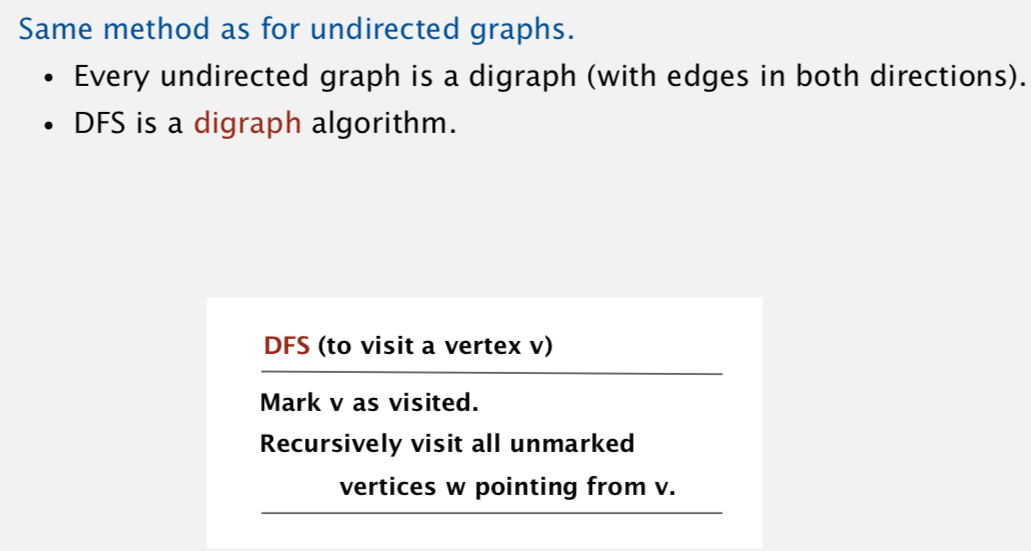 Same method as for undirected graphs.
• Every undirected graph is a digraph (with edges in both directions).
• DFS is a digraph algorithm.
DFS (to visit a vertex v)
Mark v as visited.
Recursively visit all unmarked
vertices w pointing from v.